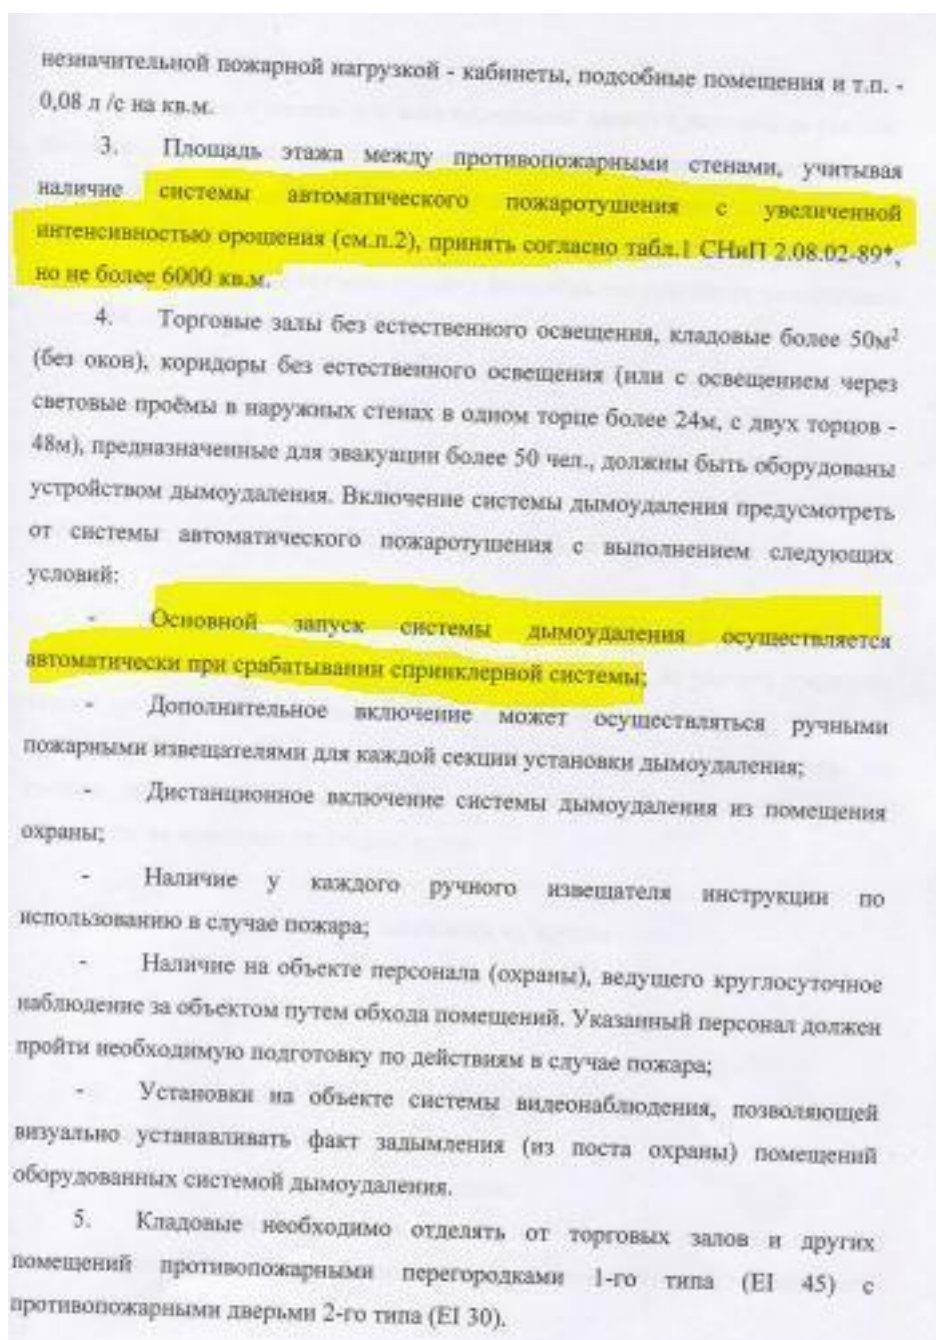 незначительной пожарной нагрузкой - кабинеты, подсобные помещения и т.п. -
0,08 л /с на кв.м.
3. Площадь этажа между противопожарными стенами, учитывая
наличие системы автоматического пожаротушения с увеличенной
интенсивностью орошения (см.п.2), принять согласно табл.1 СНиП 2.08.02-89*,
но не более 6000 кв.м.
4. Торговые залы без естественного освещения, кладовые более 50м²
(без окон), коридоры без естественного освещения (или с освещением через
световые проёмы в наружных стенах в одном торце более 24м, с двух торцов -
48м), предназначенные для эвакуации более 50 чел., должны быть оборудованы
устройством дымоудаления. Включение системы дымоудаления предусмотреть
от системы автоматического пожаротушения с выполнением следующих
условий:
- Основной запуск системы дымоудаления осуществляется
автоматически при срабатывании спринклерной системы;
- Дополнительное включение может осуществляться ручными
пожарными извещателями для каждой секции установки дымоудаления;
- Дистанционное включение системы дымоудаления из помещения
охраны;
- Наличие у каждого ручного извещателя инструкции по
использованию в случае пожара;
- Наличие на объекте персонала (охраны), ведущего круглосуточное
наблюдение за объектом путем обхода помещений. Указанный персонал должен
пройти необходимую подготовку по действиям в случае пожара;
- Установки на объекте системы видеонаблюдения, позволяющей
визуально устанавливать факт задымления (из поста охраны) помещений
оборудованных системой дымоудаления.
5. Кладовые необходимо отделять от торговых залов и других
помещений противопожарными перегородками 1-го типа (EI 45) с
противопожарными дверьми 2-го типа (EI 30).